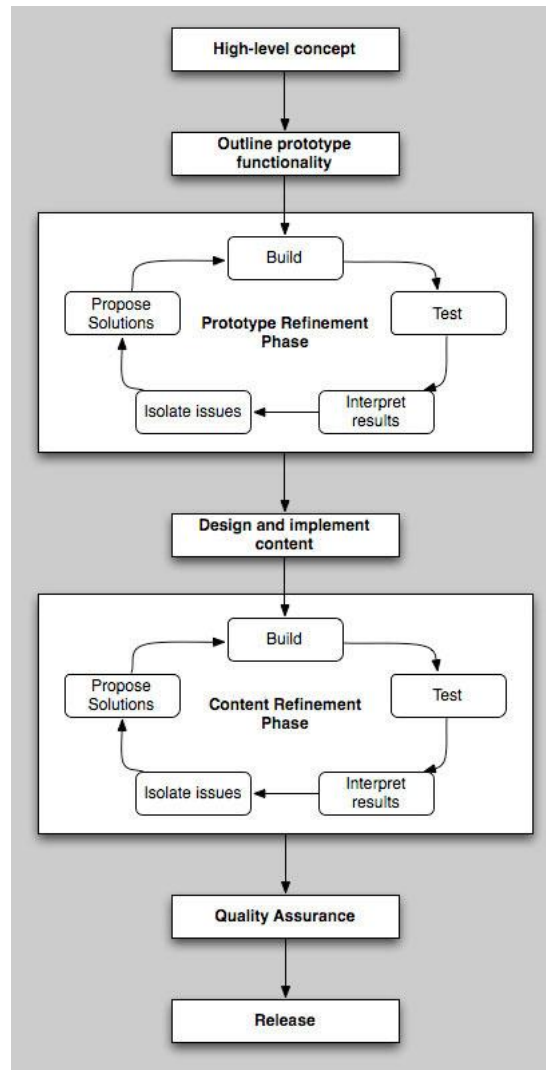 High-level concept
Outline prototype
functionality
Build
Propose
Solutions
Prototype Refinement
Phase
Test
Isolate issues
Interpret
results
Design and implement
content
Build
Propose
Solutions
Content Refinement
Phase
Test
Isolate issues
Interpret
results
Quality Assurance
Release